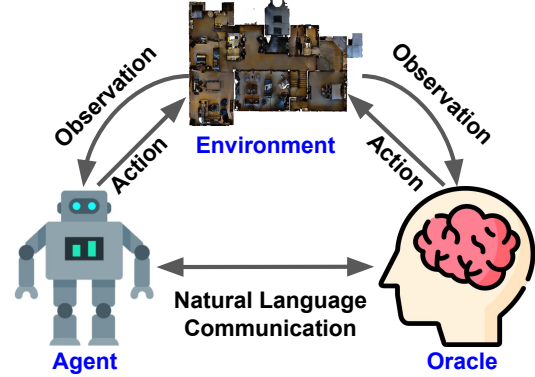 Observation
Action
Environment
Observation
Action
Natural Language
Communication
Agent
Oracle